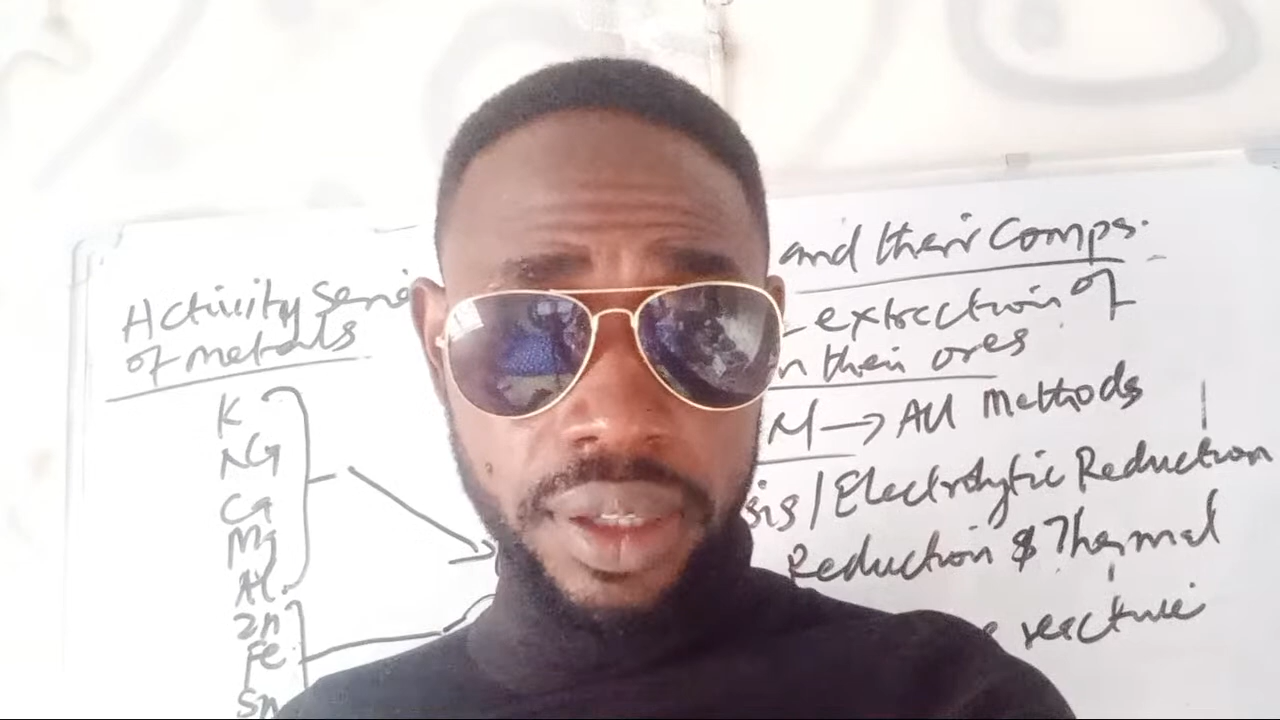 and their Comps.
Activity Serie
of metals
extraction of
n their ores
K
Na
Ca
Mg
Al
Zn
Fe
Sn
M → All Methods
sis / Electrolytic Reduction
Reduction & Thermal
reactive